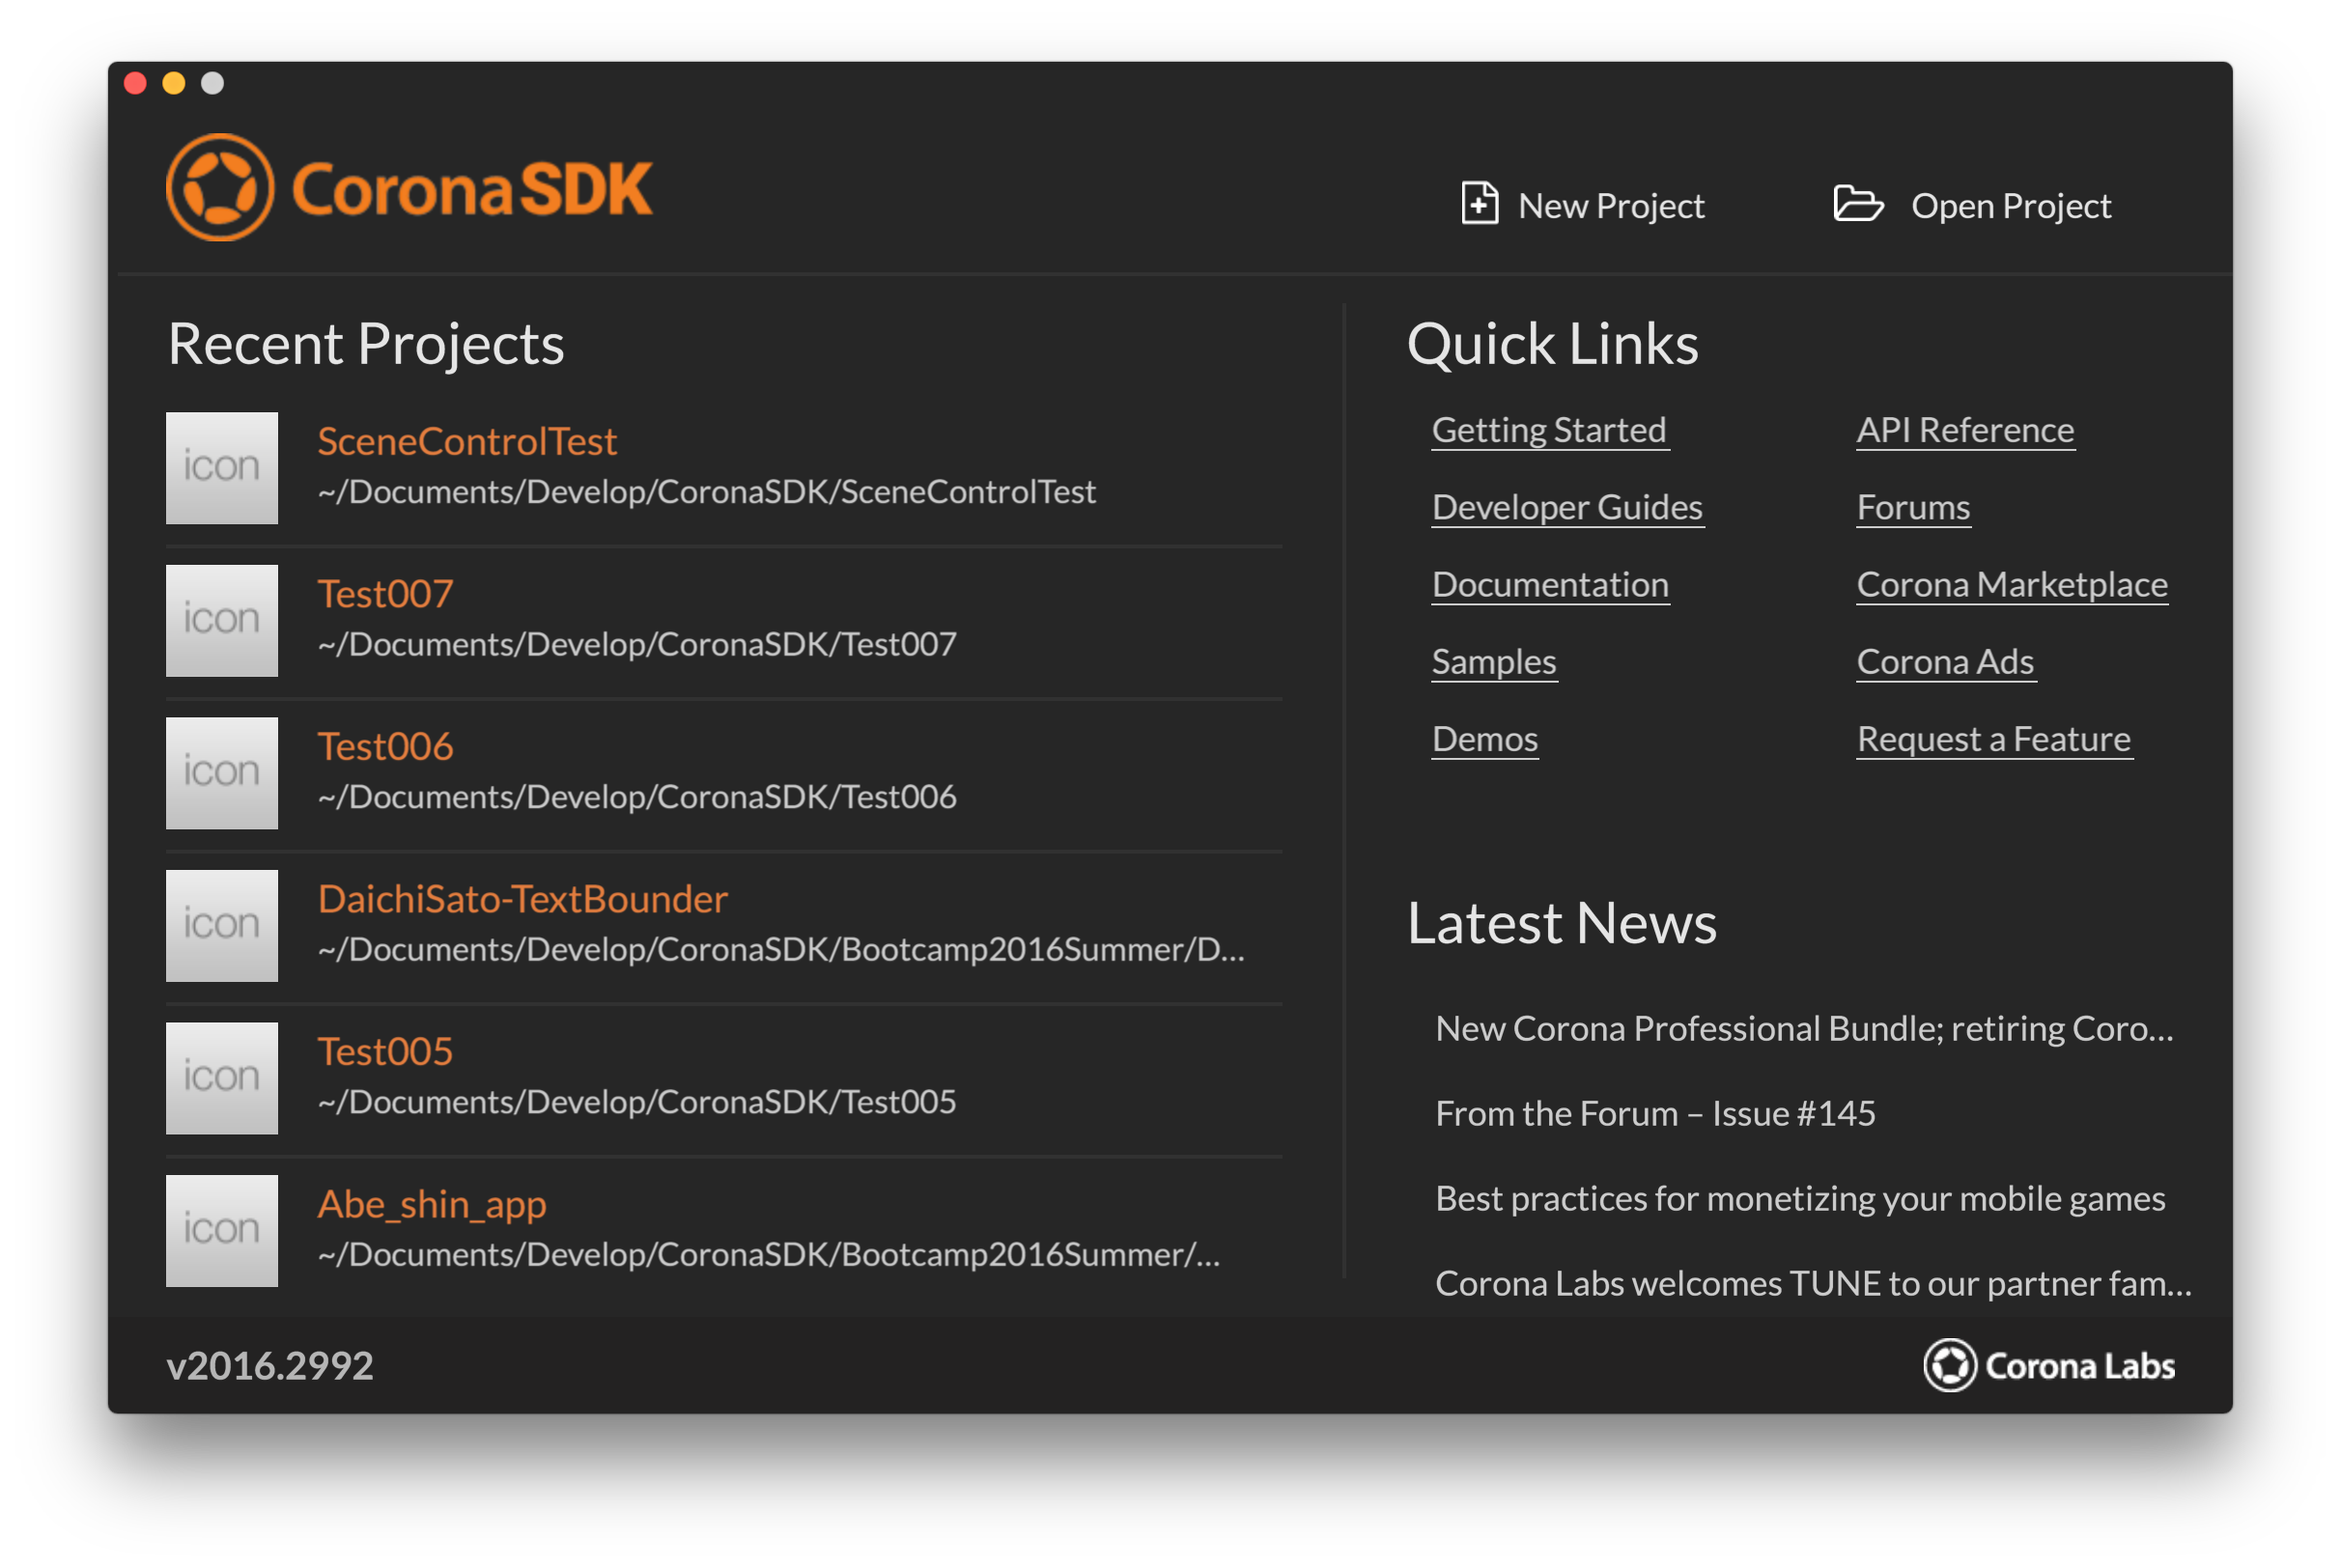 CoronaSDK
New Project
Open Project
Recent Projects
icon
SceneControlTest
~/Documents/Develop/CoronaSDK/SceneControlTest
icon
Test007
~/Documents/Develop/CoronaSDK/Test007
icon
Test006
~/Documents/Develop/CoronaSDK/Test006
icon
DaichiSato-TextBounder
~/Documents/Develop/CoronaSDK/Bootcamp2016Summer/D...
icon
Test005
~/Documents/Develop/CoronaSDK/Test005
icon
Abe_shin_app
~/Documents/Develop/CoronaSDK/Bootcamp2016Summer/...
Quick Links
Getting Started
API Reference
Developer Guides
Forums
Documentation
Corona Marketplace
Samples
Corona Ads
Demos
Request a Feature
Latest News
New Corona Professional Bundle; retiring Coro...
From the Forum – Issue #145
Best practices for monetizing your mobile games
Corona Labs welcomes TUNE to our partner fam...
v2016.2992
Corona Labs